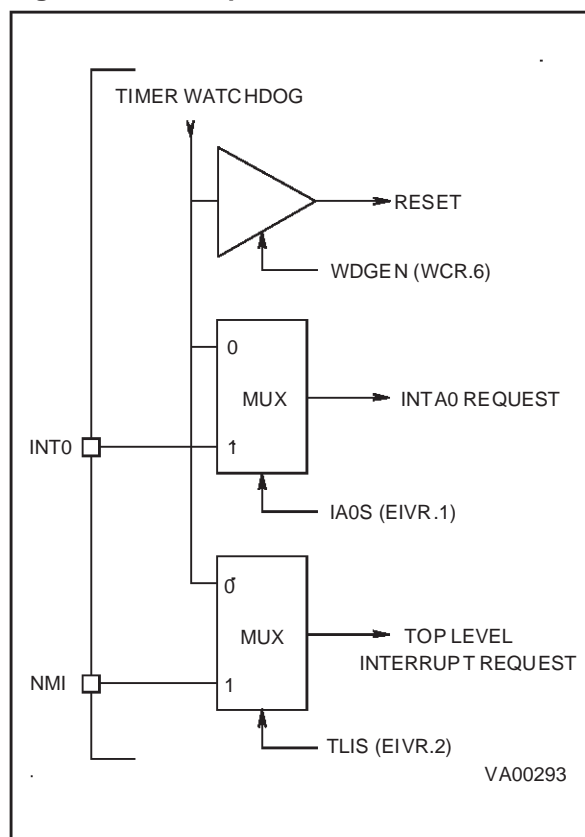 TIMER WATCHDOG
RESET
WDGEN (WCR.6)
0
MUX
INTA0 REQUEST
INT0
1
IA0S (EIVR.1)
0
MUX
TOP LEVEL
INTERRUPT REQUEST
NMI
1
TLIS (EIVR.2)
VA00293